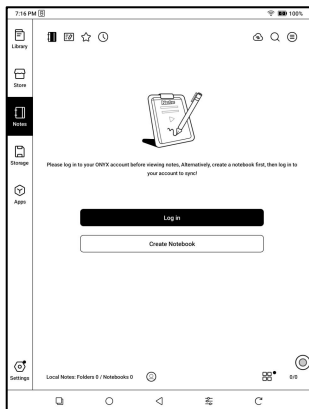 7:16 PM
100%
Library
Store
Notes
Storage
Apps
Notes
Please log in to your ONYX account before viewing notes, Alternatively, create a notebook first, then log in to
your account to sync!
Log in
Create Notebook
Settings
Local Notes: Folders 0 / Notebooks 0
0/0